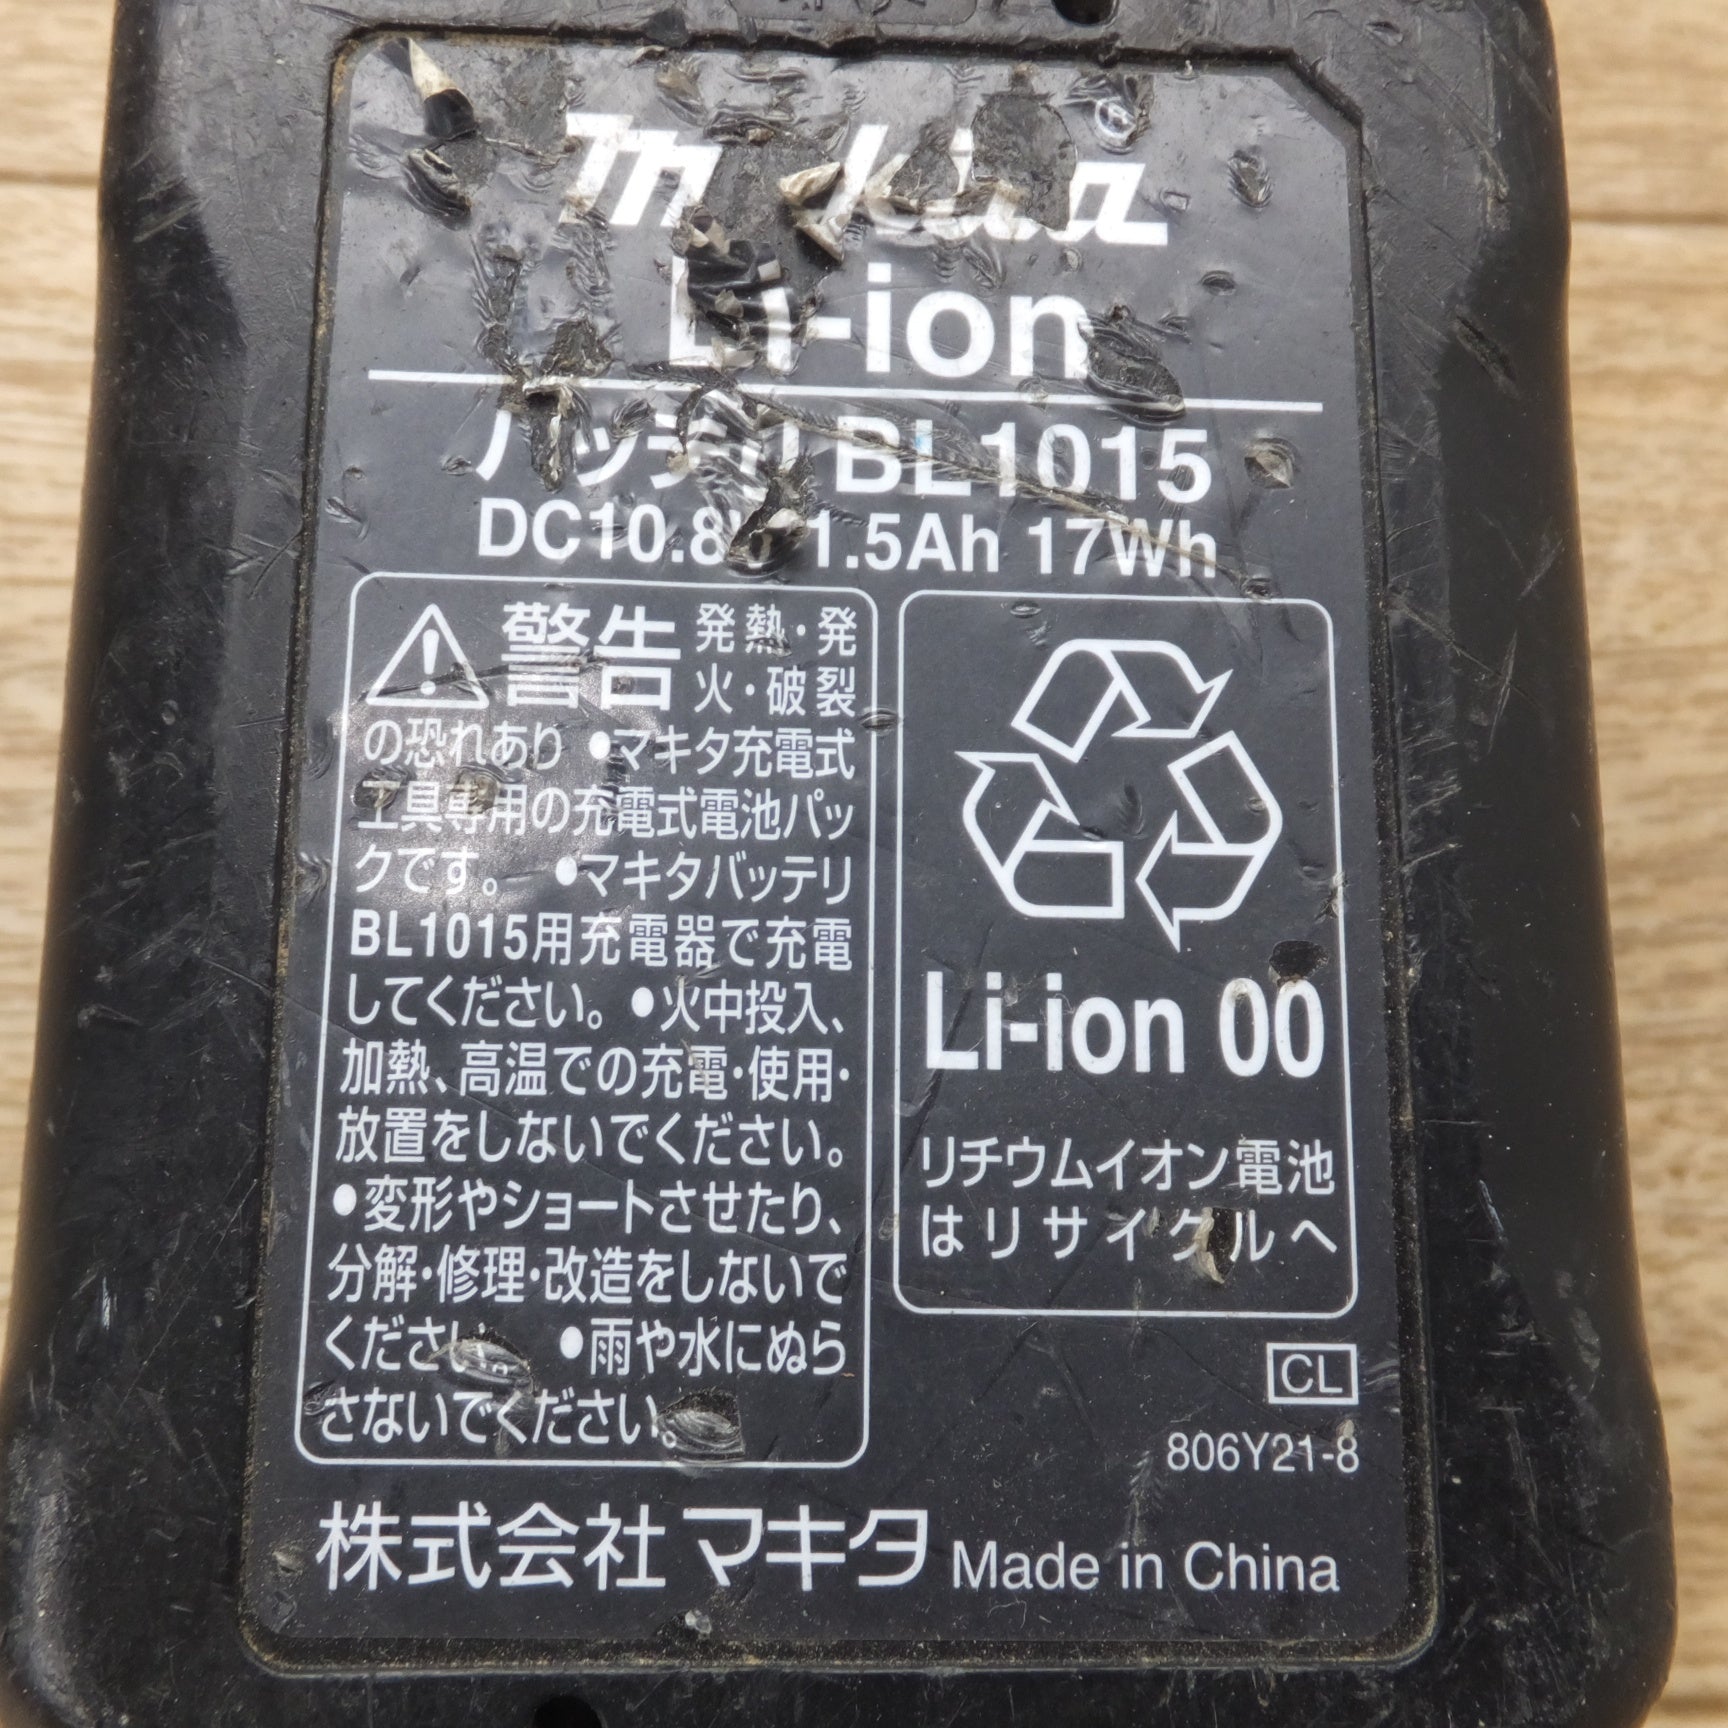 makita
Li-ion
バッテリ BL1015
DC10.8V 1.5Ah 17Wh
警告 発熱・発
火・破裂
の恐れあり ●マキタ充電式
工具専用の充電式電池パッ
クです。 ●マキタバッテリ
BL1015用充電器で充電
してください。●火中投入、
加熱、高温での充電・使用・
放置をしないでください。
●変形やショートさせたり、
分解・修理・改造をしないで
ください。 ●雨や水にぬら
さないでください。
Li-ion 00
リチウムイオン電池
はリサイクルへ
CL
806Y21-8
株式会社マキタ Made in China